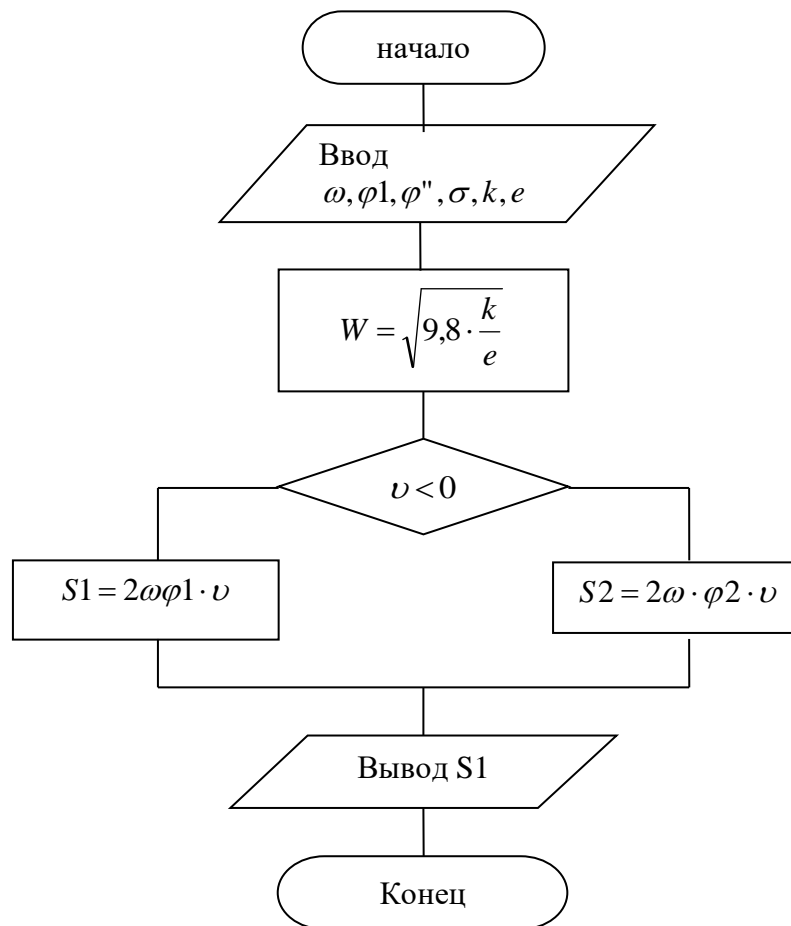 начало
Ввод
ω, φ1, φ", σ, k, e
W = √(9,8 · k/e)
υ < 0
S1 = 2ωφ1 · υ
S2 = 2ω · φ2 · υ
Вывод S1
Конец